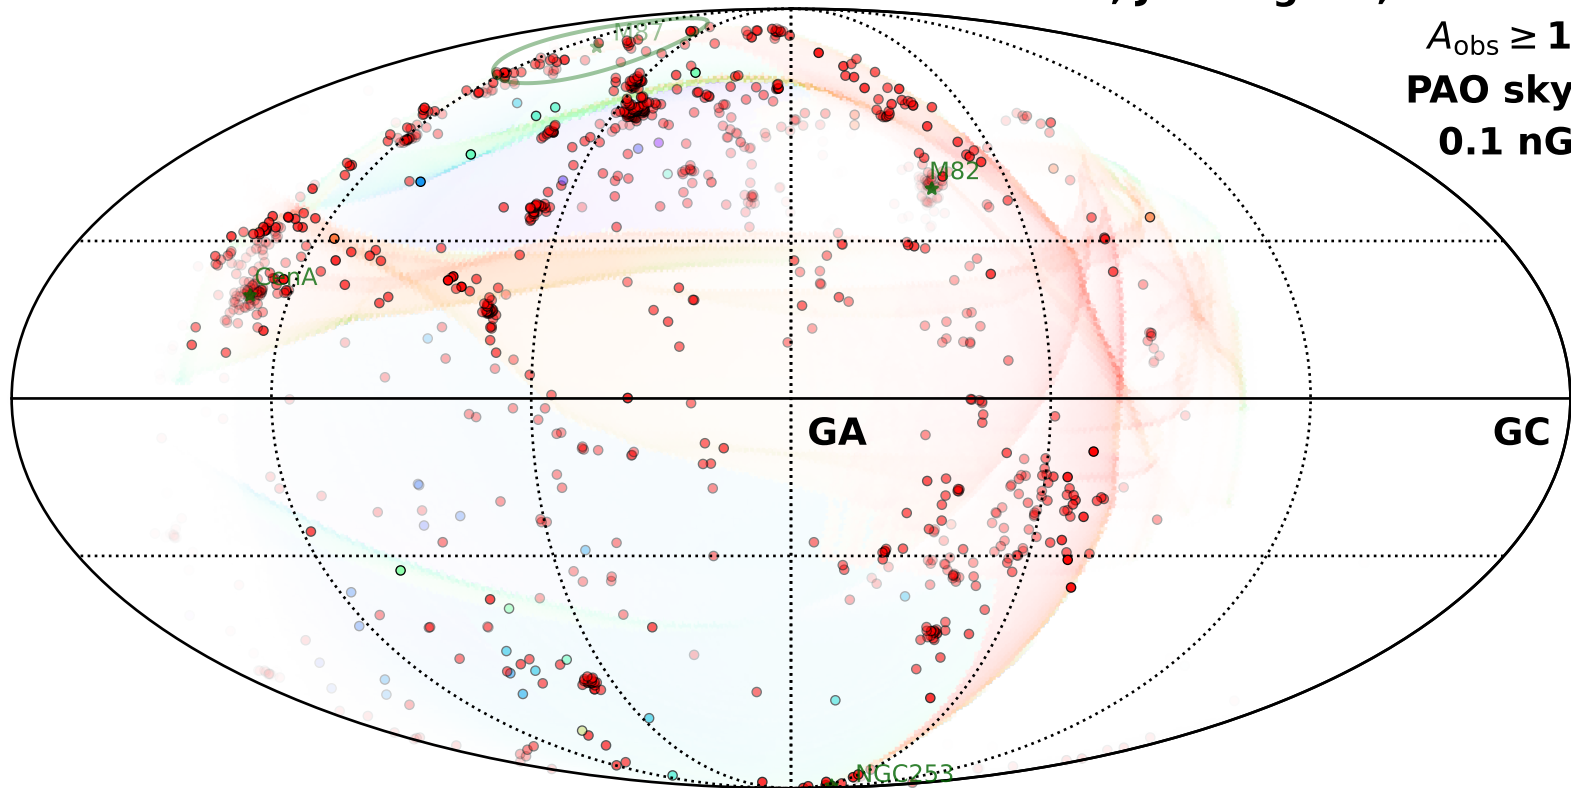 A_obs ≥ 1
PAO sky
0.1 nG
M87
M82
CenA
GA
GC
NGC253